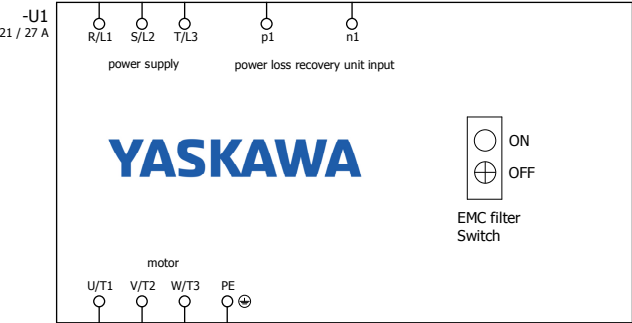 -U1
21 / 27 A
R/L1 S/L2 T/L3 p1 n1
power supply power loss recovery unit input
YASKAWA
ON
OFF
EMC filter
Switch
motor
U/T1 V/T2 W/T3 PE